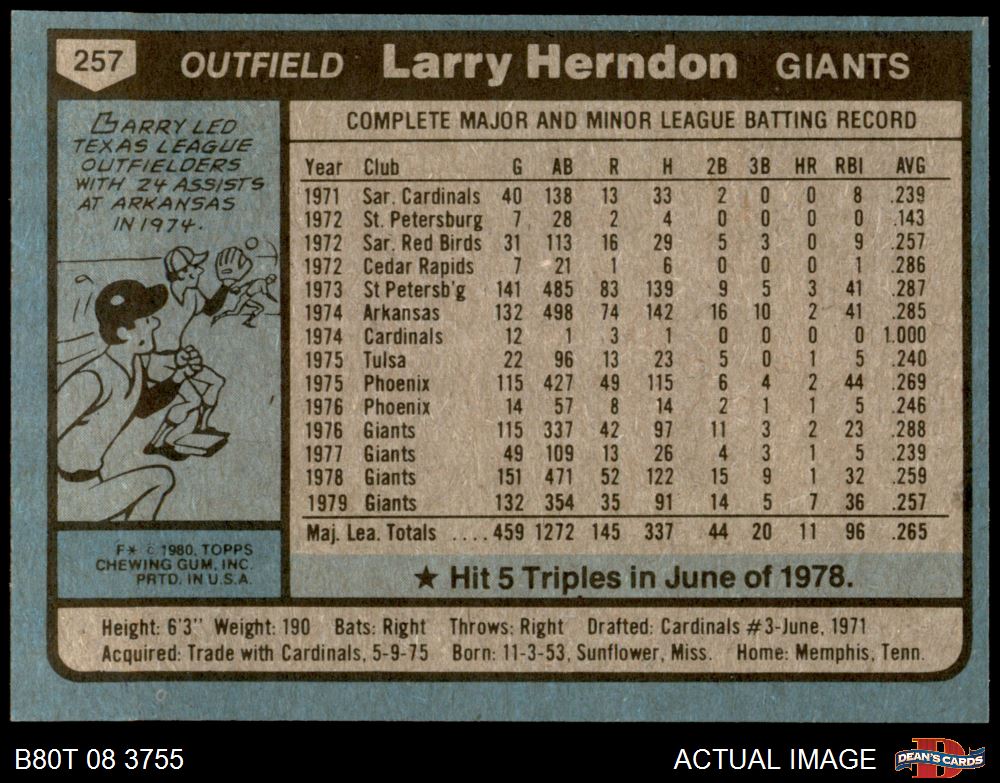 257 OUTFIELD Larry Herndon GIANTS
BARRY LED
TEXAS LEAGUE
OUTFIELDERS
WITH 24 ASSISTS
AT ARKANSAS
IN 1974.
F* © 1980, TOPPS
CHEWING GUM, INC.
PRTD. IN U.S.A.
COMPLETE MAJOR AND MINOR LEAGUE BATTING RECORD
Year Club G AB R H 2B 3B HR RBI AVG
1971 Sar. Cardinals 40 138 13 33 2 0 0 8 .239
1972 St. Petersburg 7 28 2 4 0 0 0 0 .143
1972 Sar. Red Birds 31 113 16 29 5 3 0 9 .257
1972 Cedar Rapids 7 21 1 6 0 0 0 1 .286
1973 St Petersb'g 141 485 83 139 9 5 3 41 .287
1974 Arkansas 132 498 74 142 16 10 2 41 .285
1974 Cardinals 12 1 3 1 0 0 0 0 1.000
1975 Tulsa 22 96 13 23 5 0 1 5 .240
1975 Phoenix 115 427 49 115 6 4 2 44 .269
1976 Phoenix 14 57 8 14 2 1 1 5 .246
1976 Giants 115 337 42 97 11 3 2 23 .288
1977 Giants 49 109 13 26 4 3 1 5 .239
1978 Giants 151 471 52 122 15 9 1 32 .259
1979 Giants 132 354 35 91 14 5 7 36 .257
Maj. Lea. Totals .... 459 1272 145 337 44 20 11 96 .265
★ Hit 5 Triples in June of 1978.
Height: 6'3" Weight: 190 Bats: Right Throws: Right Drafted: Cardinals #3-June, 1971
Acquired: Trade with Cardinals, 5-9-75 Born: 11-3-53, Sunflower, Miss. Home: Memphis, Tenn.
B80T 08 3755 ACTUAL IMAGE DEAN'S CARDS